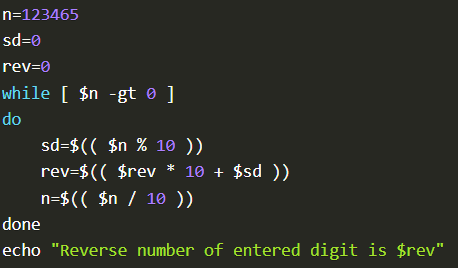 n=123465
sd=0
rev=0
while [ $n -gt 0 ]
do
    sd=$(( $n % 10 ))
    rev=$(( $rev * 10 + $sd ))
    n=$(( $n / 10 ))
done
echo "Reverse number of entered digit is $rev"